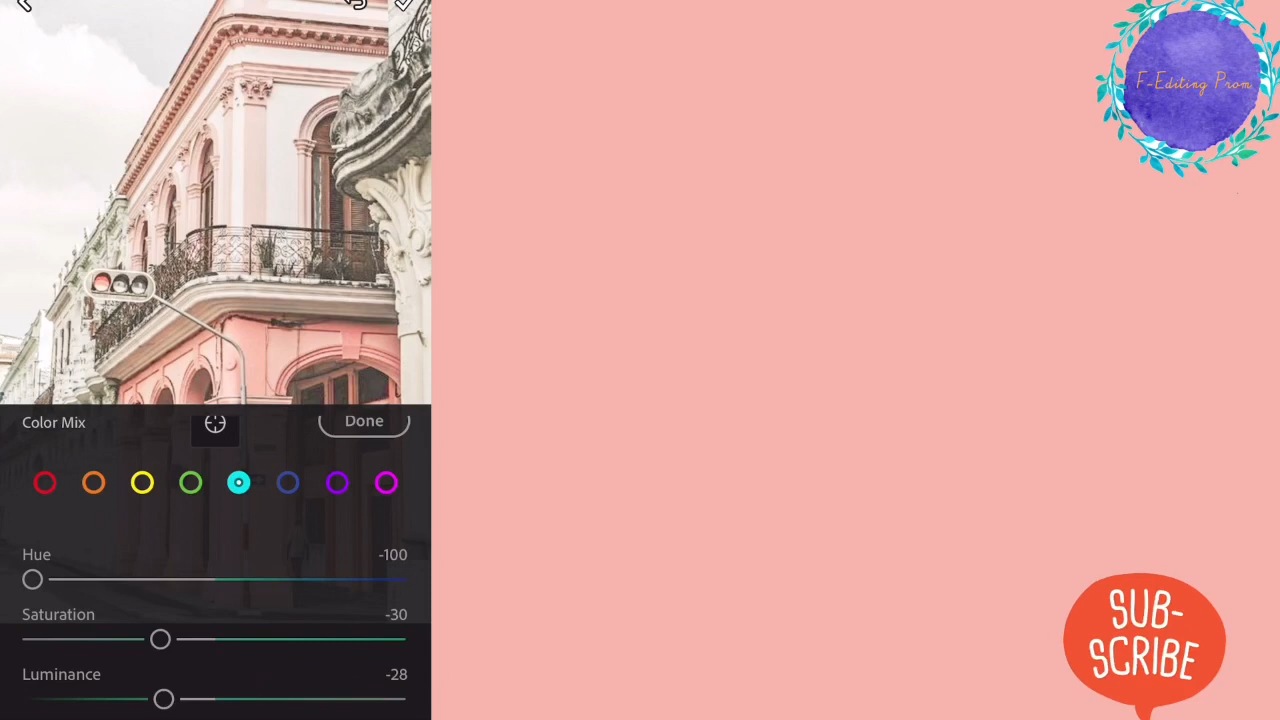 F-Editing Prom
Color Mix
Done
Hue -100
Saturation -30
Luminance -28
SUB-
SCRIBE